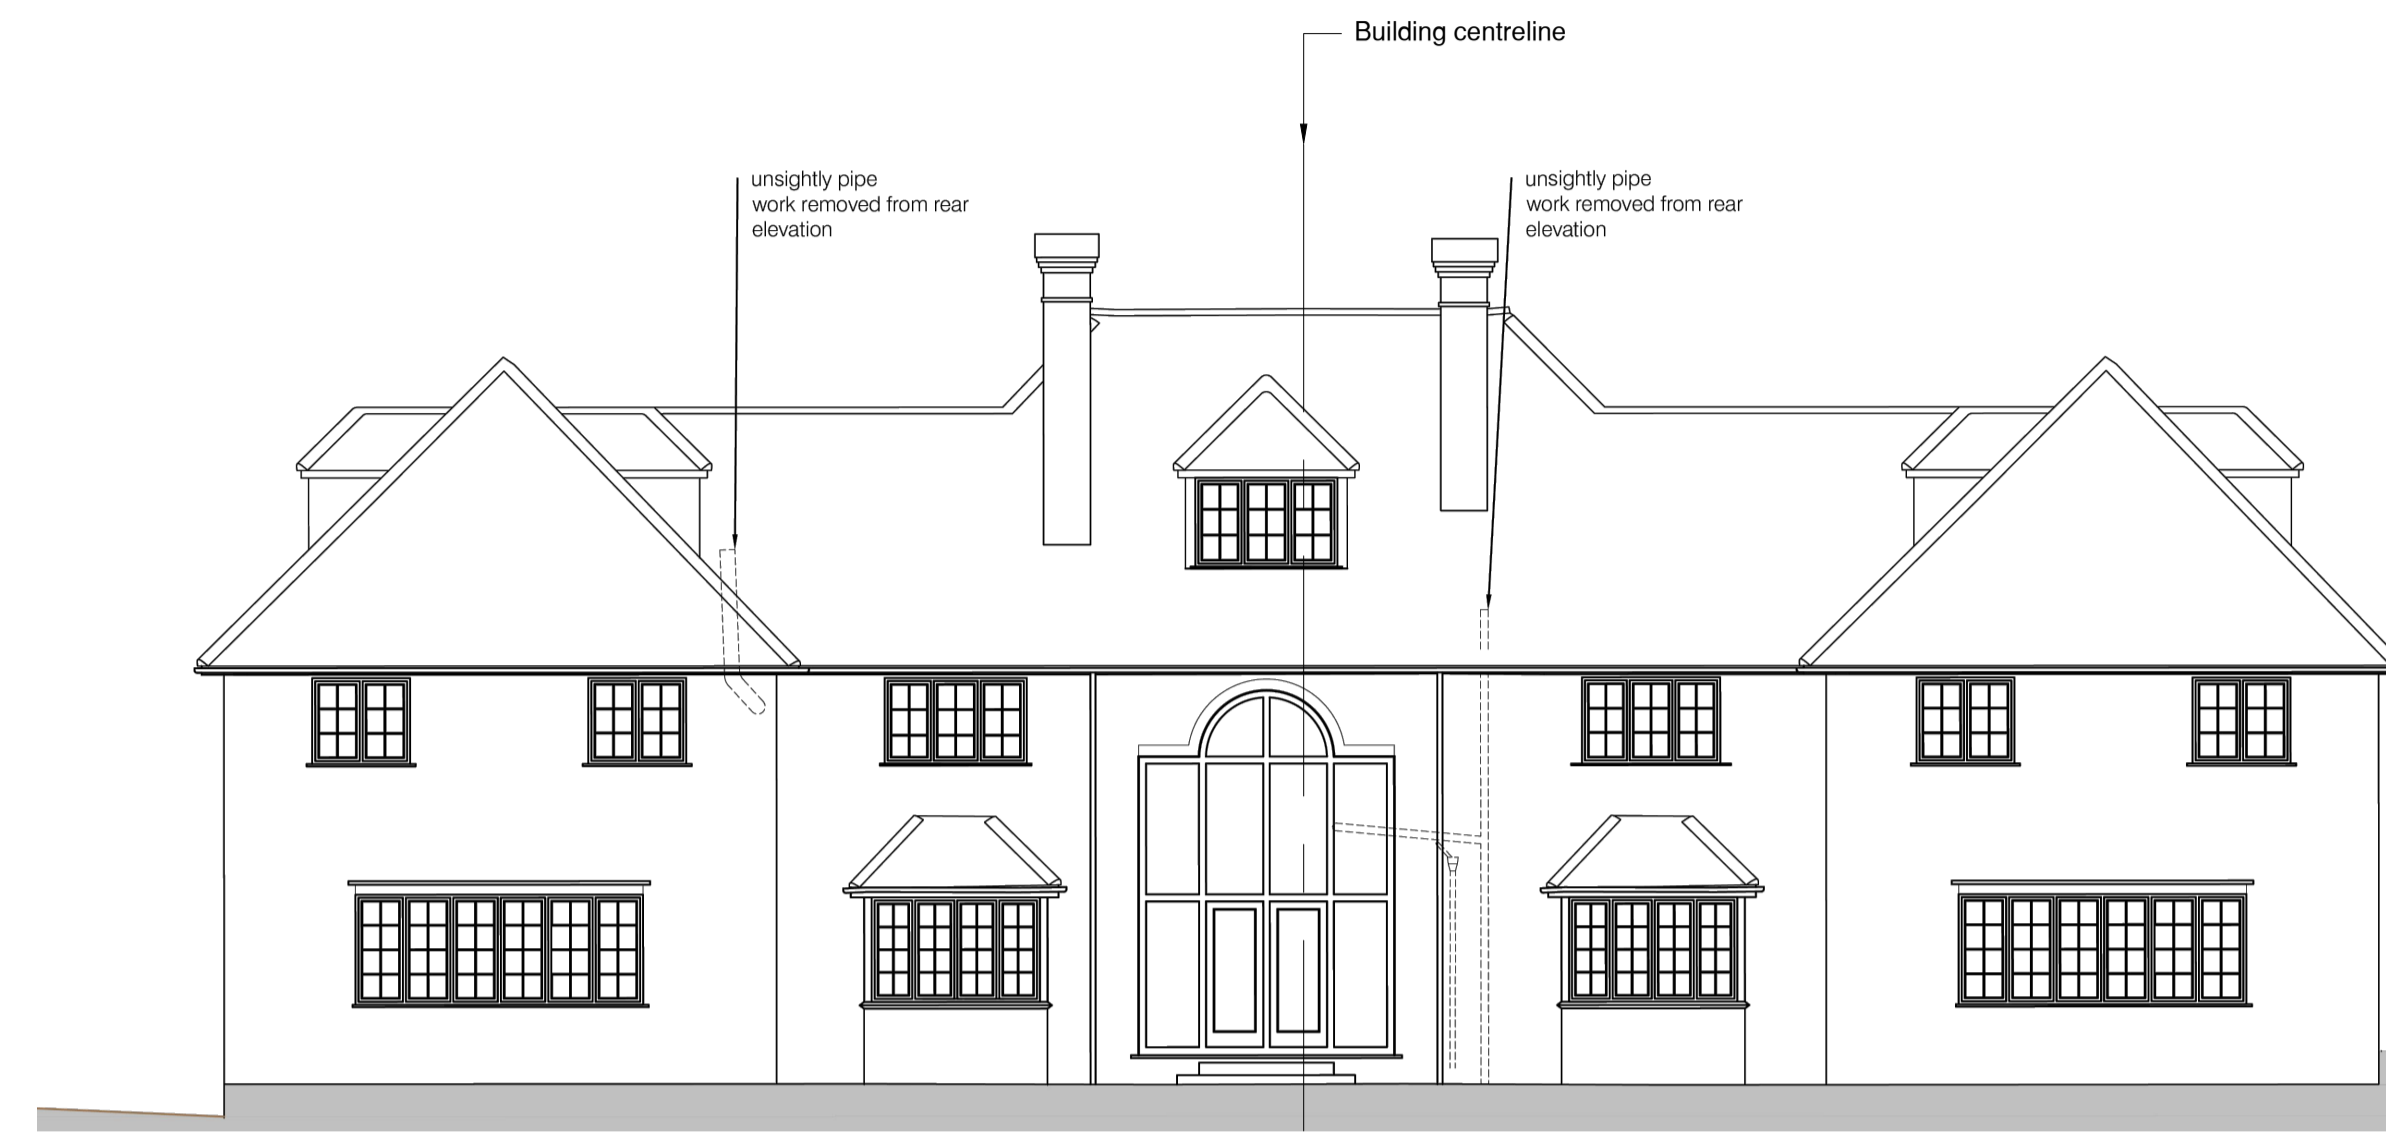 Building centreline
unsightly pipe
work removed from rear
elevation
unsightly pipe
work removed from rear
elevation